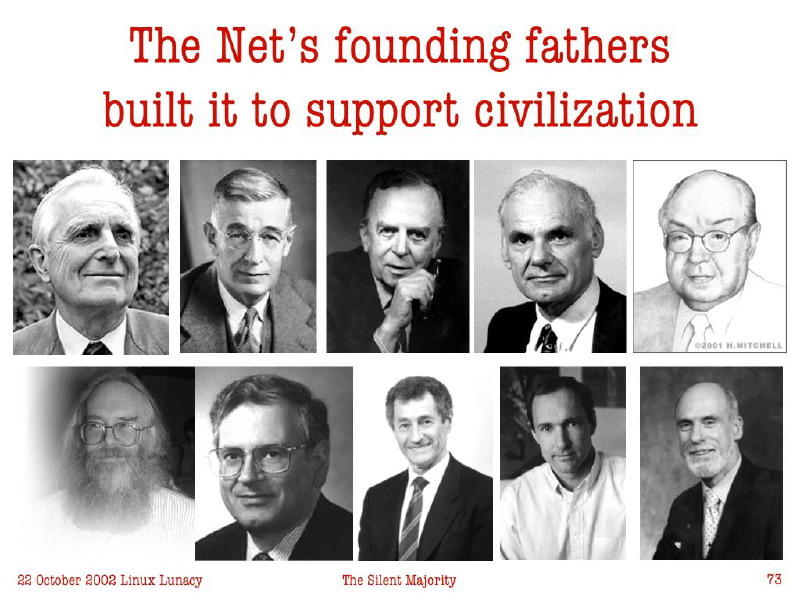 The Net's founding fathers
built it to support civilization
©2001 H.MITCHELL
22 October 2002 Linux Lunacy
The Silent Majority
73